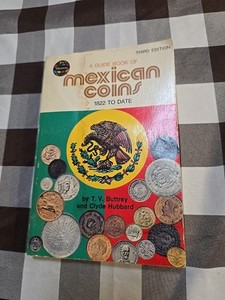 THIRD EDITION
A GUIDE BOOK OF
mexican
coins
1822 TO DATE
by T. V. Buttrey
and Clyde Hubbard